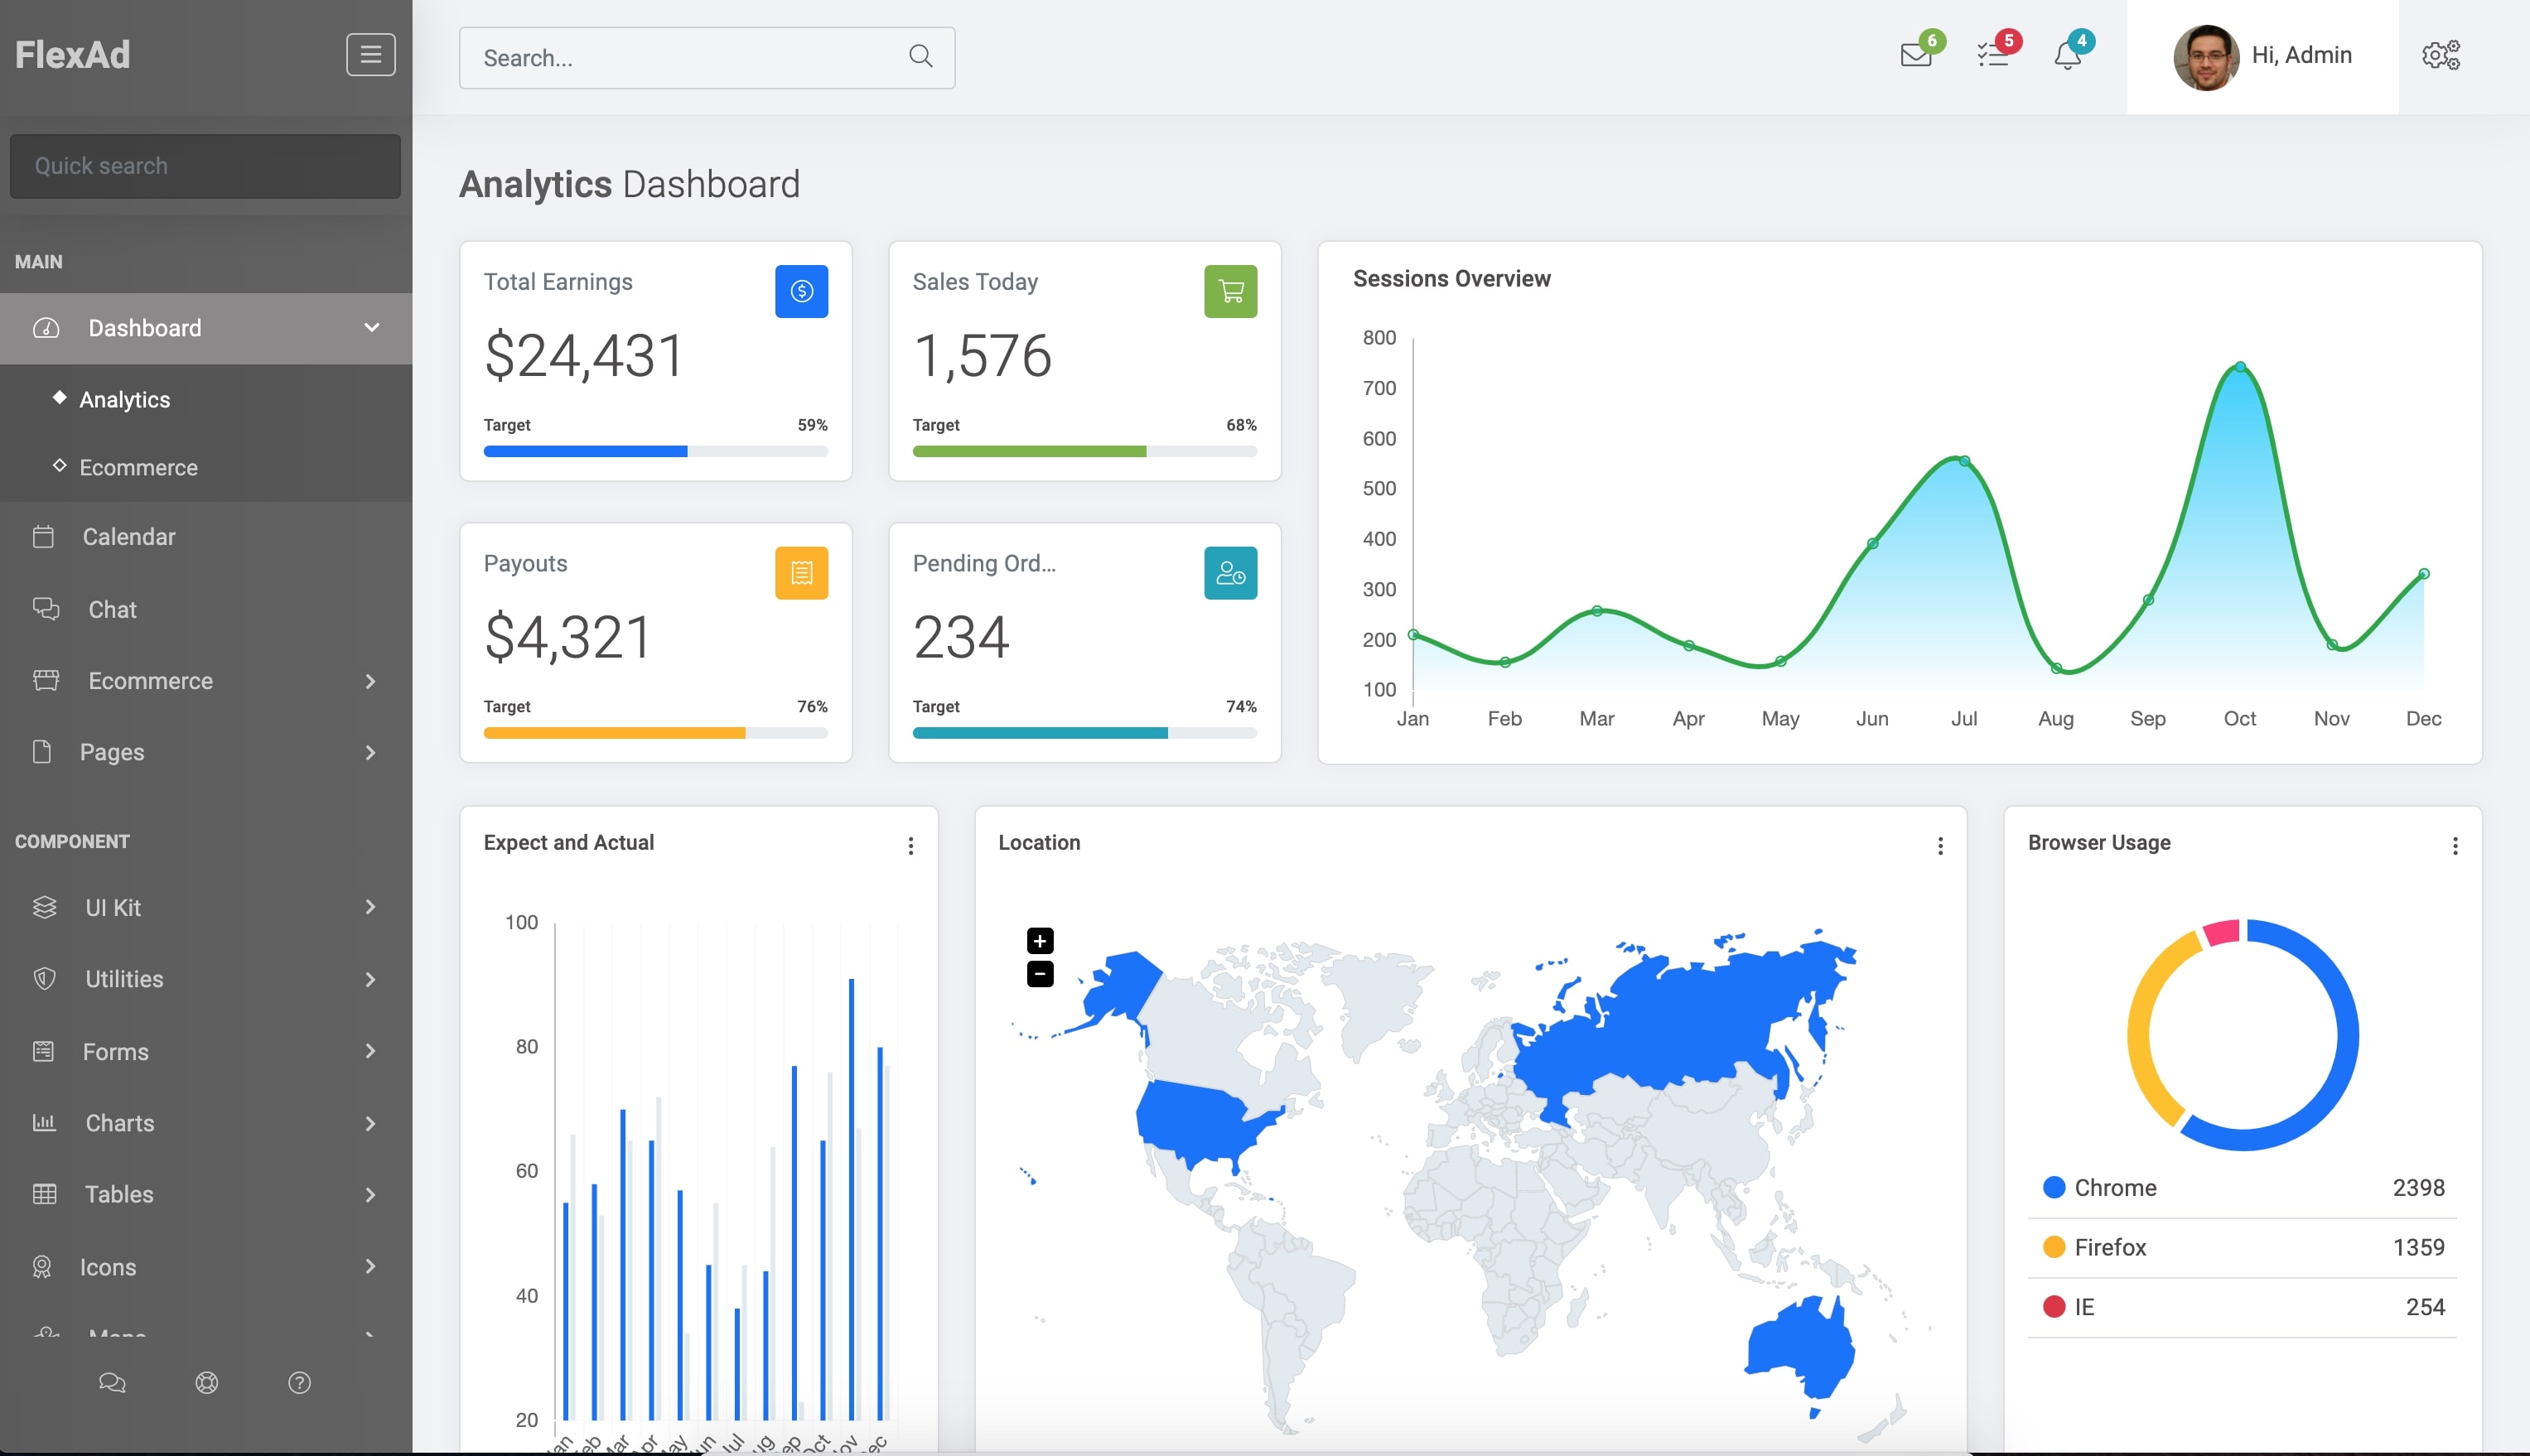 FlexAd
Quick search
MAIN
Dashboard
Analytics
Ecommerce
Calendar
Chat
Ecommerce
Pages
COMPONENT
UI Kit
Utilities
Forms
Charts
Tables
Icons
Search...
6
5
4
Hi, Admin
Analytics Dashboard
Total Earnings
$24,431
Target 59%
Sales Today
1,576
Target 68%
Payouts
$4,321
Target 76%
Pending Ord...
234
Target 74%
Sessions Overview
800
700
600
500
400
300
200
100
Jan Feb Mar Apr May Jun Jul Aug Sep Oct Nov Dec
Expect and Actual
100
80
60
40
20
Location
+
−
Browser Usage
Chrome 2398
Firefox 1359
IE 254